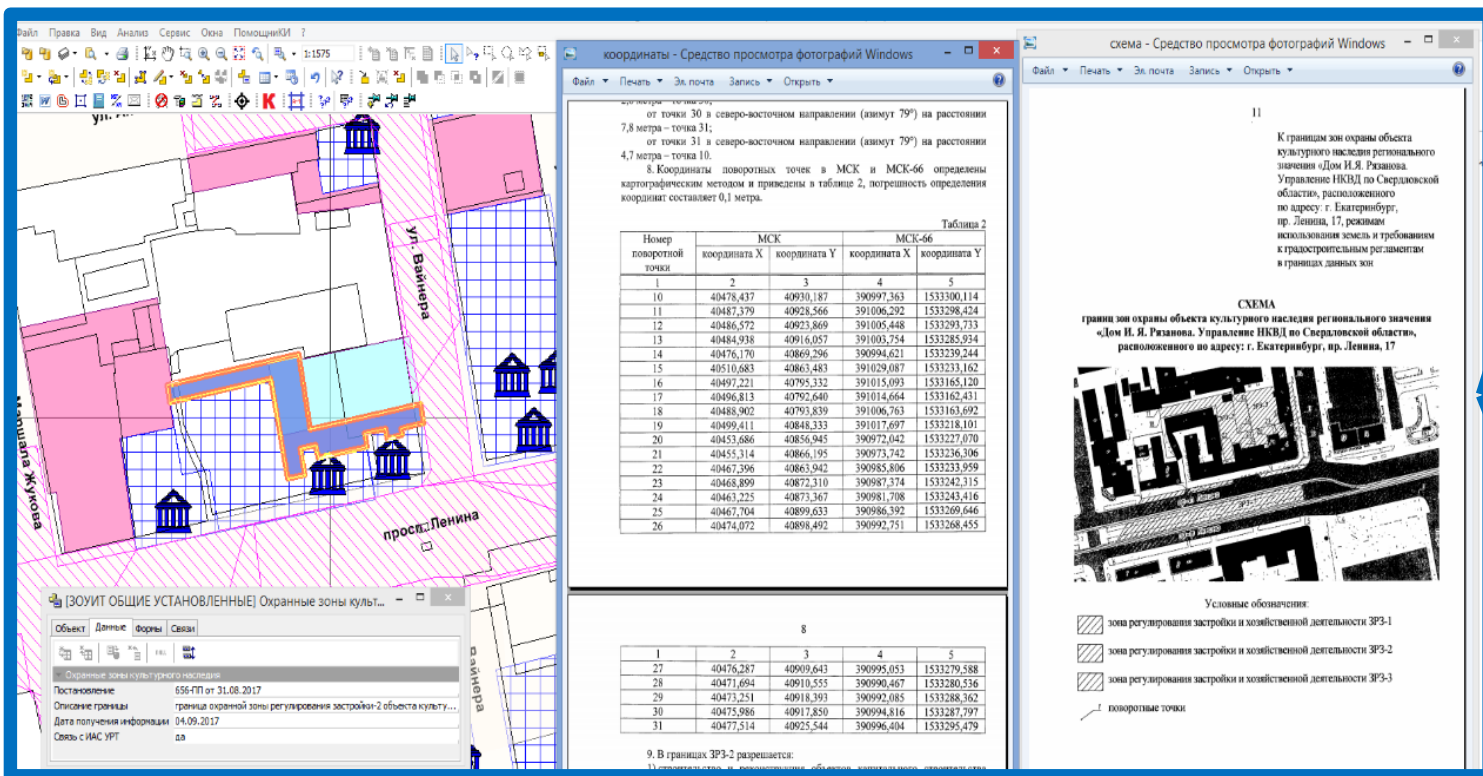 Файл Правка Вид Анализ Сервис Окна ПомощниКИ ?
1:1575
ул. Вайнера
Маршала Жукова
просп. Ленина
Вайнера
[ЗОУИТ ОБЩИЕ УСТАНОВЛЕННЫЕ] Охранные зоны культ...
Объект Данные Формы Связи
Охранные зоны культурного наследия
Постановление 656-ПП от 31.08.2017
Описание границы граница охранной зоны регулирования застройки-2 объекта культу...
Дата получения информации 04.09.2017
Связь с ИАС УРТ да
координаты - Средство просмотра фотографий Windows
Файл Печать Эл. почта Запись Открыть
от точки 30 в северо-восточном направлении (азимут 79°) на расстоянии
7,8 метра – точка 31;
от точки 31 в северо-восточном направлении (азимут 79°) на расстоянии
4,7 метра – точка 10.
8. Координаты поворотных точек в МСК и МСК-66 определены
картографическим методом и приведены в таблице 2, погрешность определения
координат составляет 0,1 метра.
Таблица 2
Номер поворотной точки МСК МСК-66
координата X координата Y координата X координата Y
1 2 3 4 5
10 40478,437 40930,187 390997,363 1533300,114
11 40487,379 40928,566 391006,292 1533298,424
12 40486,572 40923,869 391005,448 1533293,733
13 40484,938 40916,057 391003,754 1533285,934
14 40476,170 40869,296 390994,621 1533239,244
15 40510,683 40863,483 391029,087 1533233,162
16 40497,221 40795,332 391015,093 1533165,120
17 40496,813 40792,640 391014,664 1533162,431
18 40488,902 40793,839 391006,763 1533163,692
19 40499,411 40848,333 391017,697 1533218,101
20 40453,686 40856,945 390972,042 1533227,070
21 40455,314 40866,195 390973,742 1533236,306
22 40467,396 40863,942 390985,806 1533233,959
23 40468,899 40872,310 390987,374 1533242,315
24 40463,225 40873,367 390981,708 1533243,416
25 40467,704 40899,633 390986,392 1533269,646
26 40474,072 40898,492 390992,751 1533268,455
8
1 2 3 4 5
27 40476,287 40909,643 390995,053 1533279,588
28 40471,694 40910,555 390990,467 1533280,536
29 40473,251 40918,393 390992,085 1533288,362
30 40475,986 40917,850 390994,816 1533287,797
31 40477,514 40925,544 390996,404 1533295,479
9. В границах ЗРЗ-2 разрешается:
схема - Средство просмотра фотографий Windows
Файл Печать Эл. почта Запись Открыть
11
К границам зон охраны объекта
культурного наследия регионального
значения «Дом И.Я. Рязанова.
Управление НКВД по Свердловской
области», расположенного
по адресу: г. Екатеринбург,
пр. Ленина, 17, режимам
использования земель и требованиям
к градостроительным регламентам
в границах данных зон
СХЕМА
границ зон охраны объекта культурного наследия регионального значения
«Дом И. Я. Рязанова. Управление НКВД по Свердловской области»,
расположенного по адресу: г. Екатеринбург, пр. Ленина, 17
Условные обозначения:
зона регулирования застройки и хозяйственной деятельности ЗРЗ-1
зона регулирования застройки и хозяйственной деятельности ЗРЗ-2
зона регулирования застройки и хозяйственной деятельности ЗРЗ-3
поворотные точки